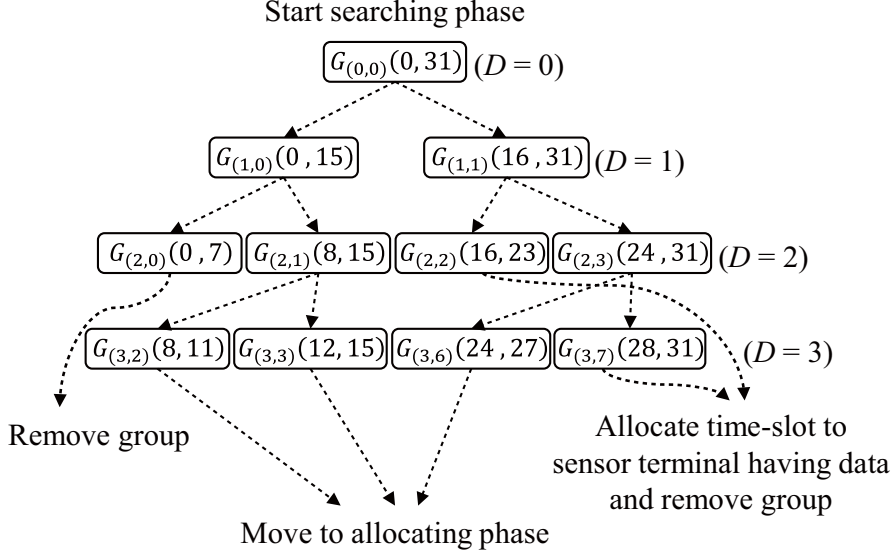 Start searching phase
G(0,0)(0,31) (D = 0)
G(1,0)(0 ,15) G(1,1)(16 ,31) (D = 1)
G(2,0)(0 ,7) G(2,1)(8,15) G(2,2)(16,23) G(2,3)(24 ,31) (D = 2)
G(3,2)(8,11) G(3,3)(12,15) G(3,6)(24 ,27) G(3,7)(28,31) (D = 3)
Remove group
Allocate time-slot to
sensor terminal having data
and remove group
Move to allocating phase